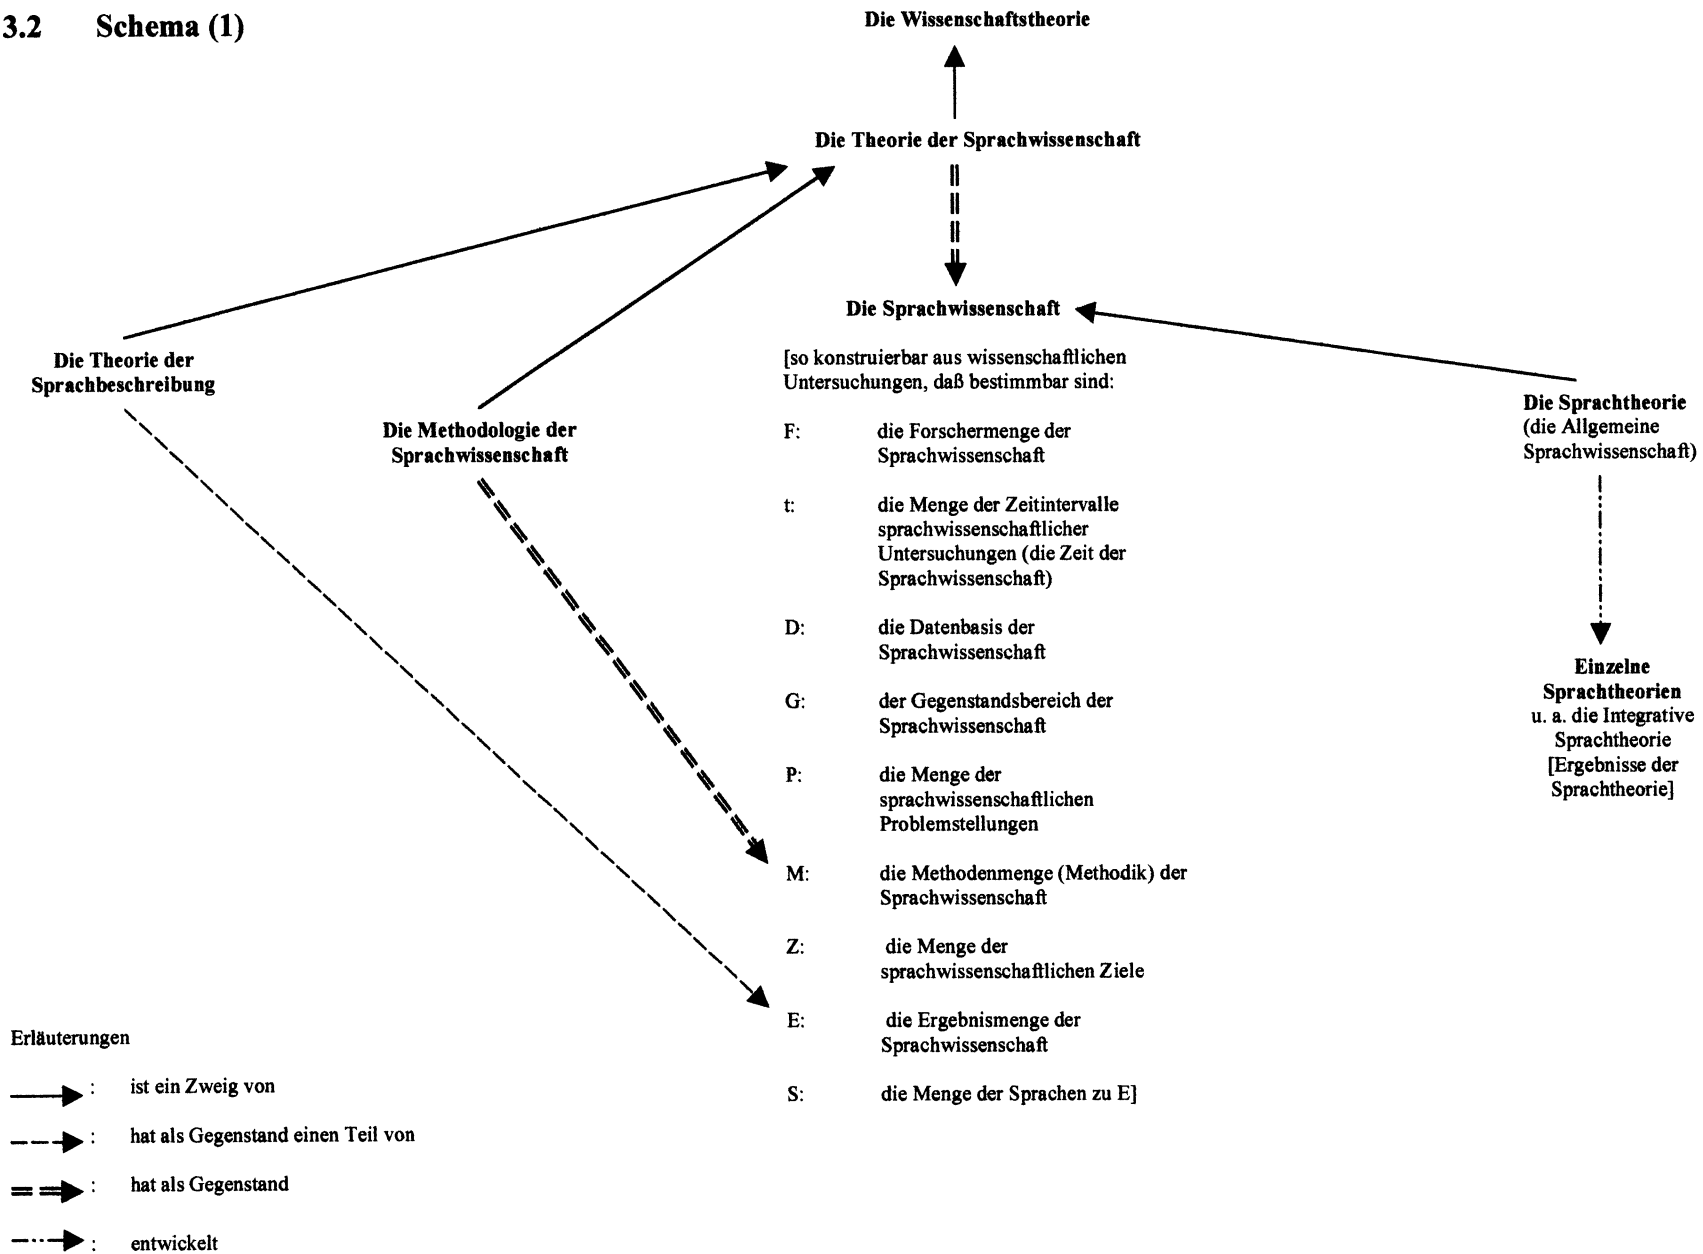 3.2 Schema (1)
Die Wissenschaftstheorie
Die Theorie der Sprachwissenschaft
Die Sprachwissenschaft
Die Theorie der
Sprachbeschreibung
Die Methodologie der
Sprachwissenschaft
[so konstruierbar aus wissenschaftlichen
Untersuchungen, daß bestimmbar sind:
F: die Forschermenge der
Sprachwissenschaft
t: die Menge der Zeitintervalle
sprachwissenschaftlicher
Untersuchungen (die Zeit der
Sprachwissenschaft)
D: die Datenbasis der
Sprachwissenschaft
G: der Gegenstandsbereich der
Sprachwissenschaft
P: die Menge der
sprachwissenschaftlichen
Problemstellungen
M: die Methodenmenge (Methodik) der
Sprachwissenschaft
Z: die Menge der
sprachwissenschaftlichen Ziele
E: die Ergebnismenge der
Sprachwissenschaft
S: die Menge der Sprachen zu E]
Die Sprachtheorie
(die Allgemeine
Sprachwissenschaft)
Einzelne
Sprachtheorien
u. a. die Integrative
Sprachtheorie
[Ergebnisse der
Sprachtheorie]
Erläuterungen
: ist ein Zweig von
: hat als Gegenstand einen Teil von
: hat als Gegenstand
: entwickelt